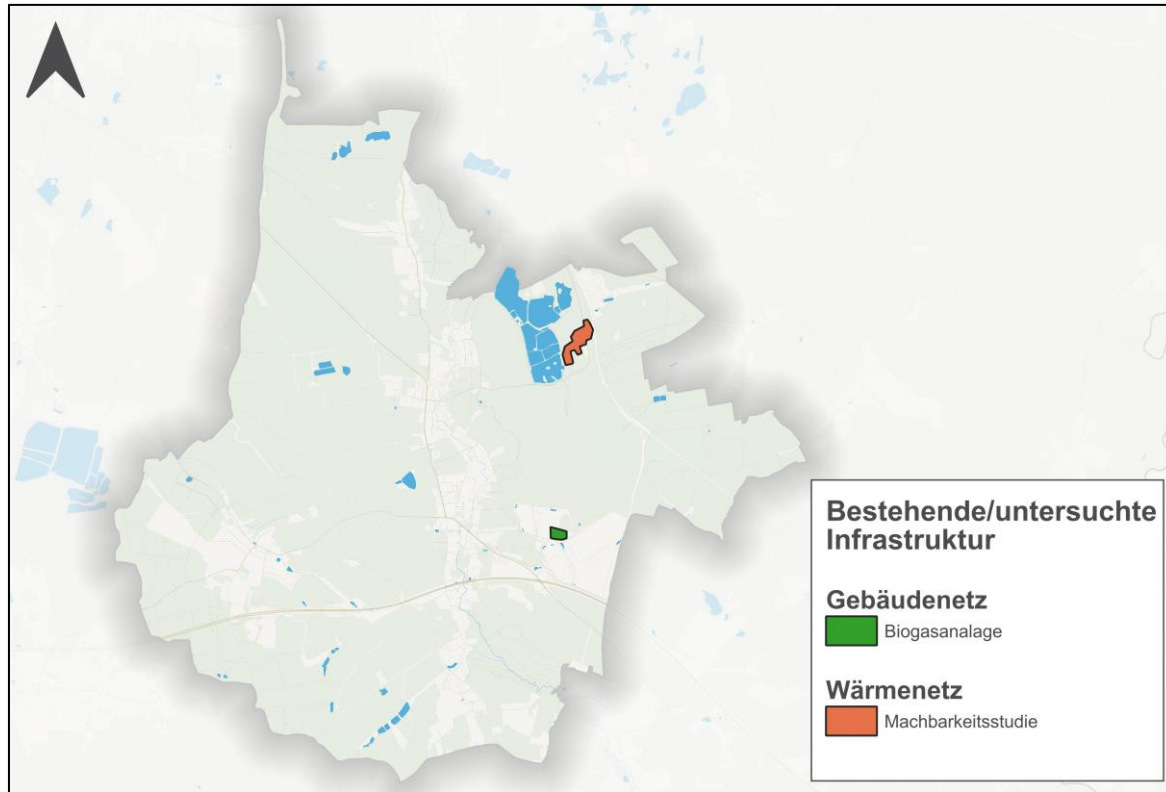 Bestehende/untersuchte
Infrastruktur
Gebäudenetz
Biogasanalage
Wärmenetz
Machbarkeitsstudie